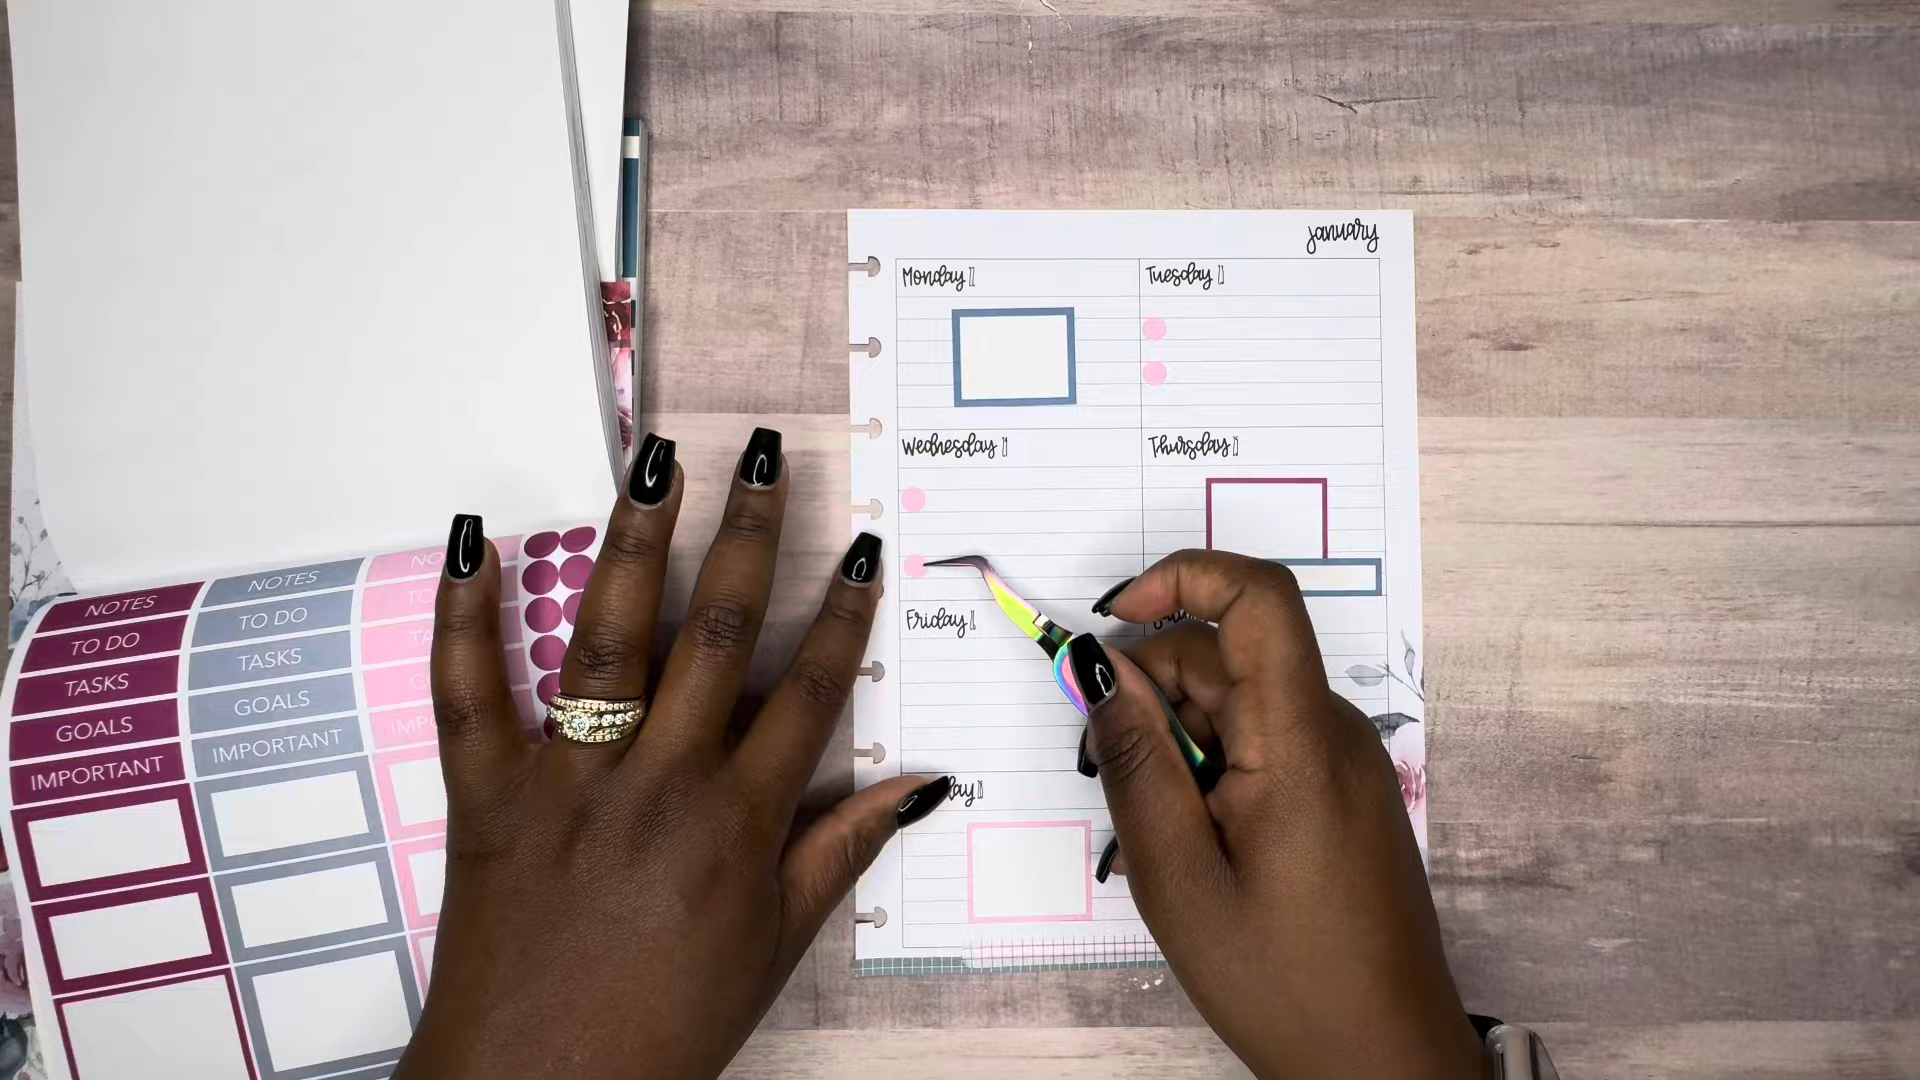 january
Monday
Tuesday
Wednesday
Thursday
Friday
NOTES
TO DO
TASKS
GOALS
IMPORTANT
NOTES
TO DO
TASKS
GOALS
IMPORTANT